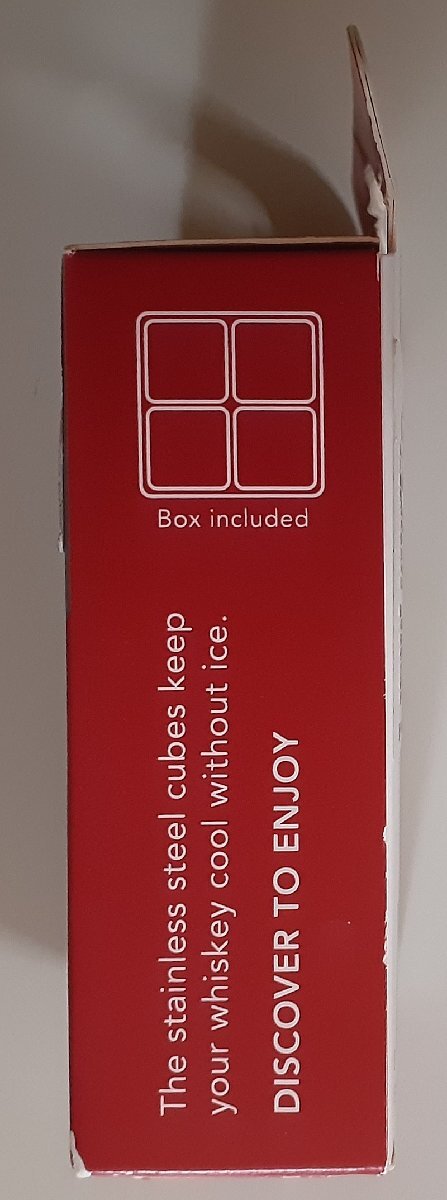 Box included
The stainless steel cubes keep
your whiskey cool without ice.
DISCOVER TO ENJOY